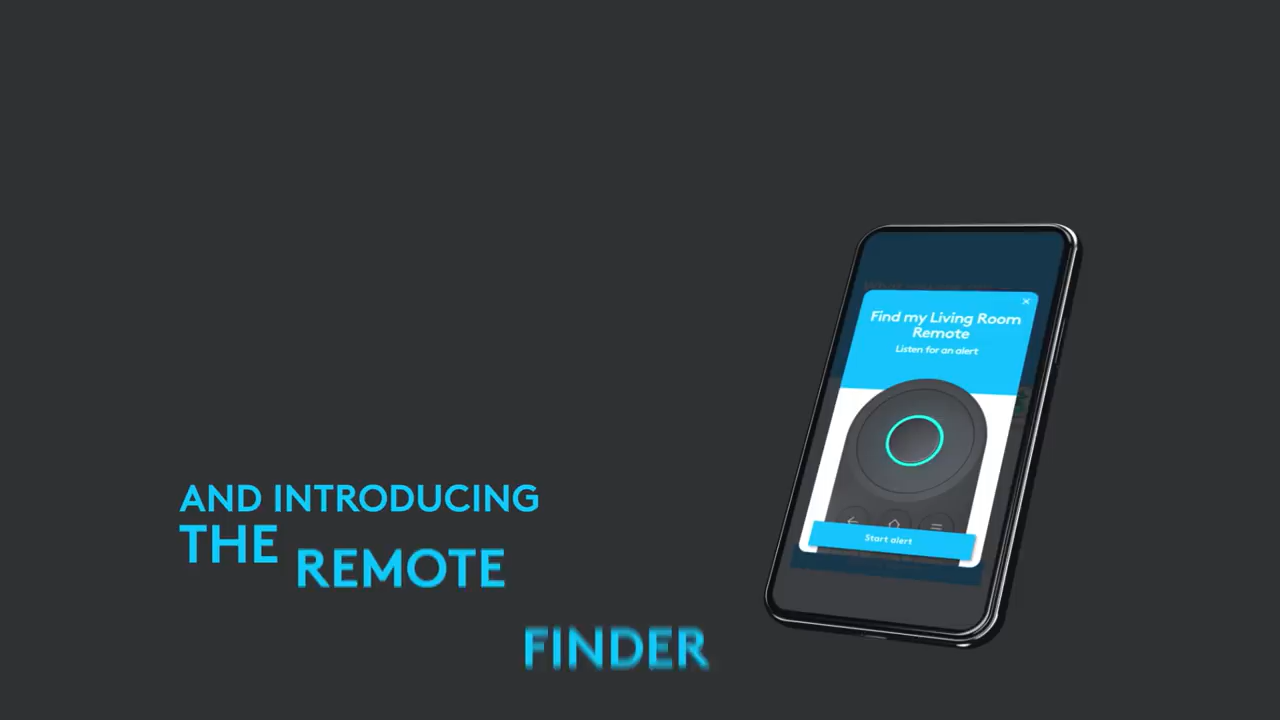 AND INTRODUCING
THE REMOTE
FINDER
Find my Living Room
Remote
Listen for an alert
Start alert